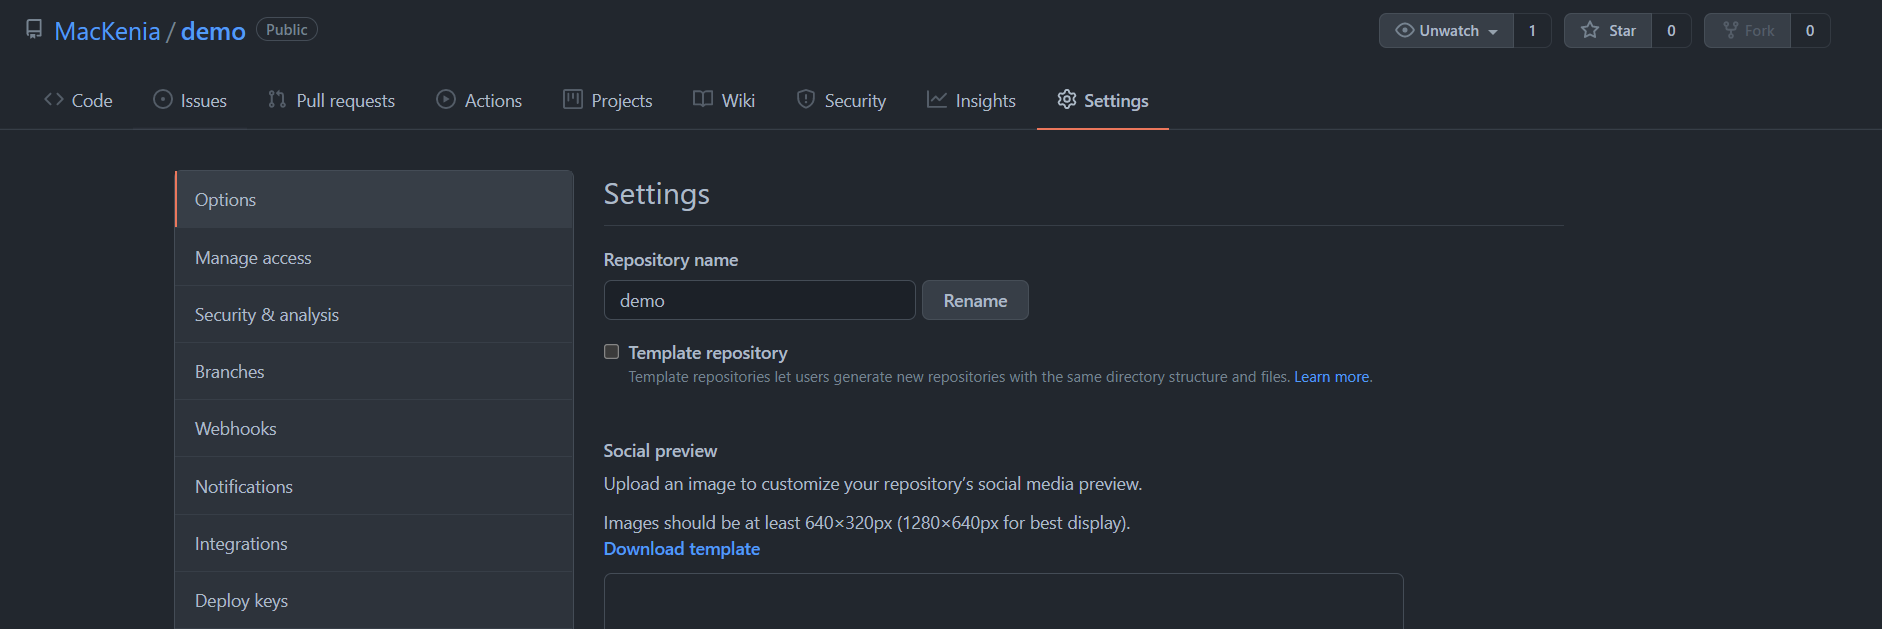 MacKenia / demo Public
Unwatch 1 Star 0 Fork 0
Code Issues Pull requests Actions Projects Wiki Security Insights Settings
Options
Manage access
Security & analysis
Branches
Webhooks
Notifications
Integrations
Deploy keys
Settings
Repository name
demo Rename
Template repository
Template repositories let users generate new repositories with the same directory structure and files. Learn more.
Social preview
Upload an image to customize your repository’s social media preview.
Images should be at least 640×320px (1280×640px for best display).
Download template